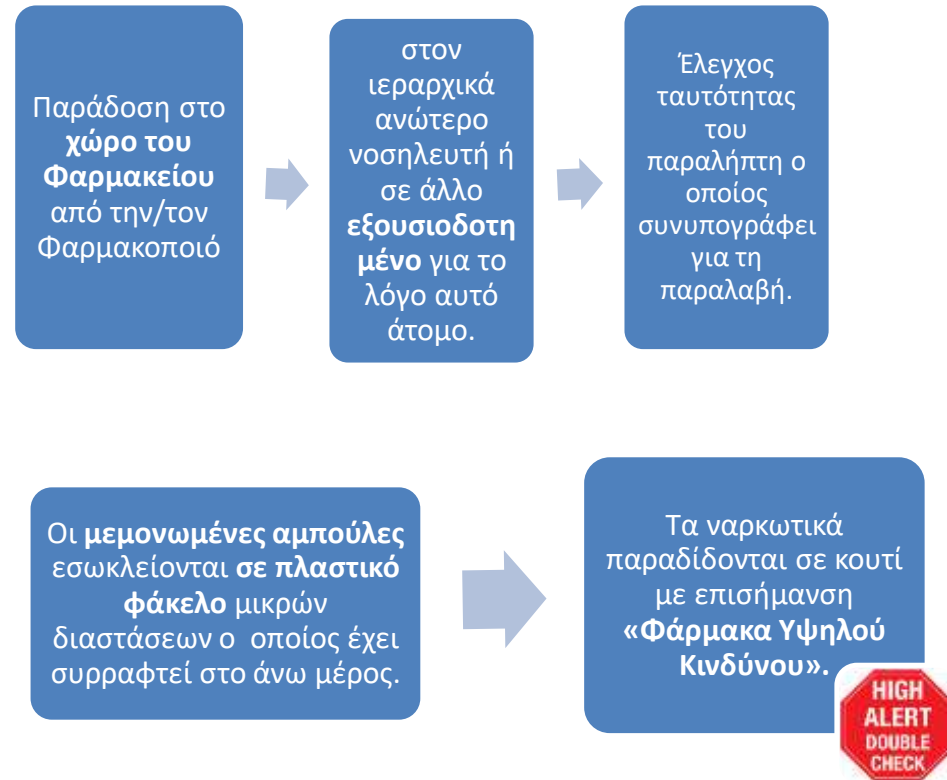 Παράδοση στο
χώρο του
Φαρμακείου
από την/τον
Φαρμακοποιό
στον
ιεραρχικά
ανώτερο
νοσηλευτή ή
σε άλλο
εξουσιοδοτη
μένο για το
λόγο αυτό
άτομο.
Έλεγχος
ταυτότητας
του
παραλήπτη ο
οποίος
συνυπογράφει
για τη
παραλαβή.
Οι μεμονωμένες αμπούλες
εσωκλείονται σε πλαστικό
φάκελο μικρών
διαστάσεων ο οποίος έχει
συρραφτεί στο άνω μέρος.
Τα ναρκωτικά
παραδίδονται σε κουτί
με επισήμανση
«Φάρμακα Υψηλού
Κινδύνου».
HIGH
ALERT
DOUBLE
CHECK